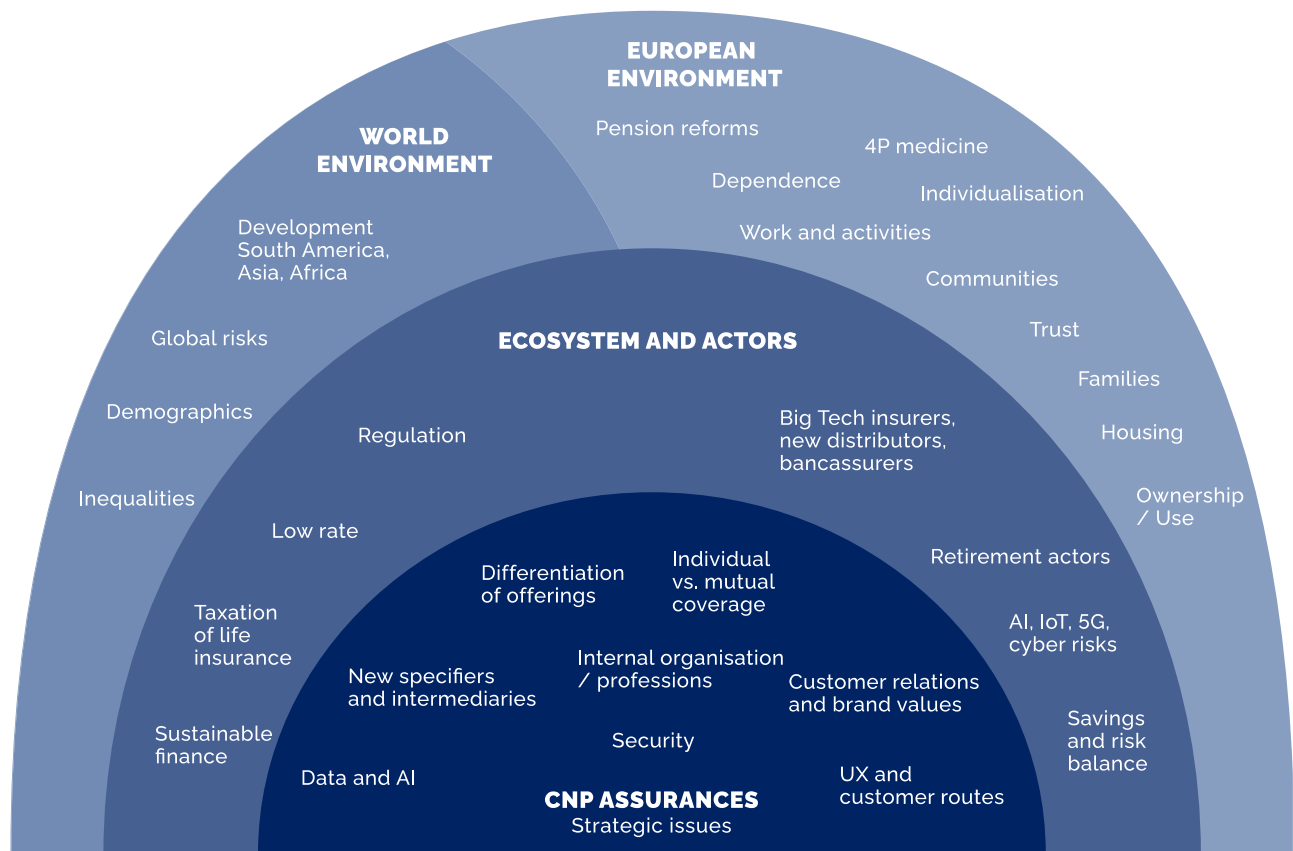 EUROPEAN
ENVIRONMENT
Pension reforms
4P medicine
Dependence
Individualisation
Work and activities
Communities
Trust
Families
Housing
Ownership
/ Use
WORLD
ENVIRONMENT
Development
South America,
Asia, Africa
Global risks
Demographics
Inequalities
ECOSYSTEM AND ACTORS
Regulation
Big Tech insurers,
new distributors,
bancassurers
Low rate
Retirement actors
Taxation
of life
insurance
AI, IoT, 5G,
cyber risks
Sustainable
finance
Savings
and risk
balance
Differentiation
of offerings
Individual
vs. mutual
coverage
New specifiers
and intermediaries
Internal organisation
/ professions
Customer relations
and brand values
Security
Data and AI
UX and
customer routes
CNP ASSURANCES
Strategic issues